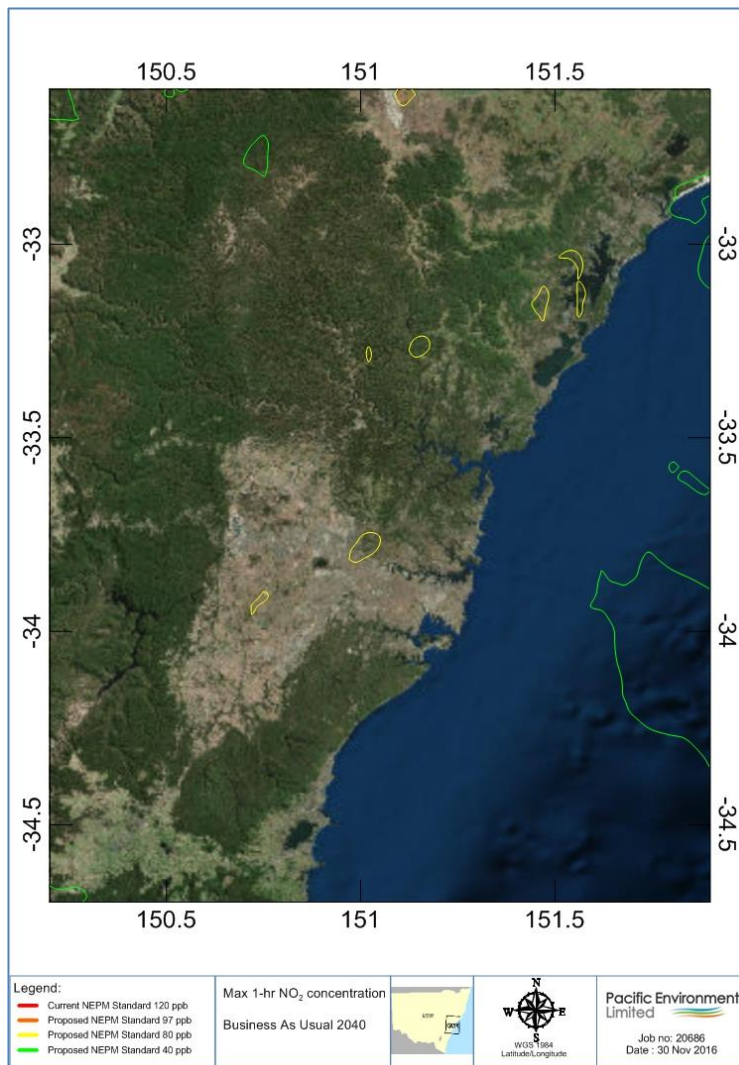 150.5 151 151.5
-33 -33
-33.5 -33.5
-34 -34
-34.5 -34.5
150.5 151 151.5
Legend:
Current NEPM Standard 120 ppb
Proposed NEPM Standard 97 ppb
Proposed NEPM Standard 80 ppb
Proposed NEPM Standard 40 ppb
Max 1-hr NO₂ concentration
Business As Usual 2040
NSW
GMR
N
W E
S
WGS 1984
Latitude/Longitude
Pacific Environment
Limited
Job no: 20686
Date : 30 Nov 2016